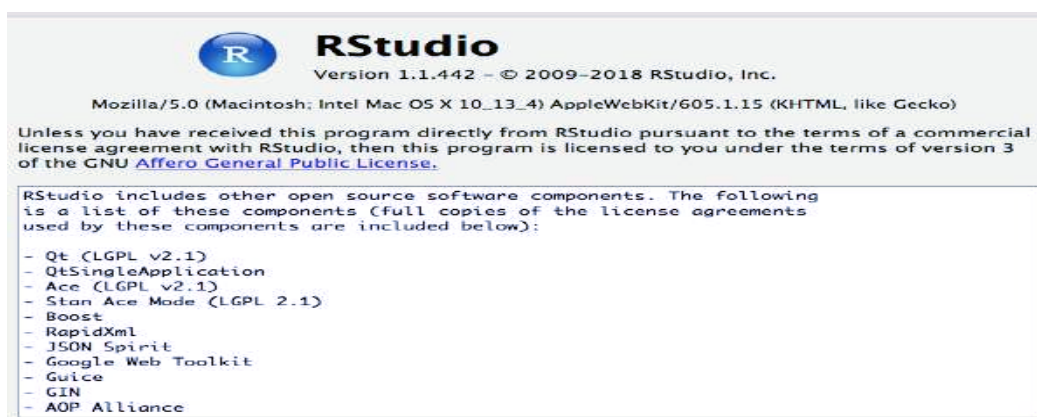 R
RStudio
Version 1.1.442 - © 2009-2018 RStudio, Inc.
Mozilla/5.0 (Macintosh; Intel Mac OS X 10_13_4) AppleWebKit/605.1.15 (KHTML, like Gecko)
Unless you have received this program directly from RStudio pursuant to the terms of a commercial
license agreement with RStudio, then this program is licensed to you under the terms of version 3
of the GNU Affero General Public License.
RStudio includes other open source software components. The following
is a list of these components (full copies of the license agreements
used by these components are included below):
- Qt (LGPL v2.1)
- QtSingleApplication
- Ace (LGPL v2.1)
- Stan Ace Mode (LGPL 2.1)
- Boost
- RapidXml
- JSON Spirit
- Google Web Toolkit
- Guice
- GIN
- AOP Alliance